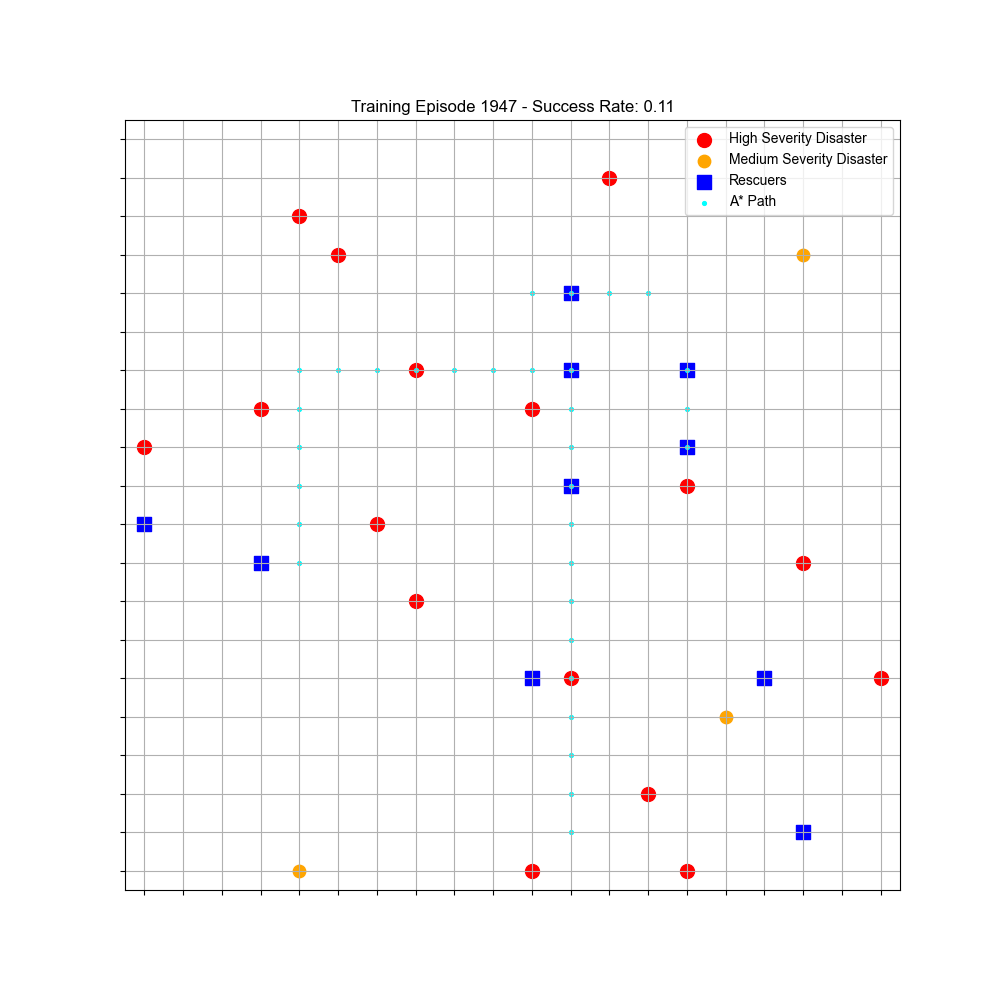 Training Episode 1947 - Success Rate: 0.11
High Severity Disaster
Medium Severity Disaster
Rescuers
A* Path